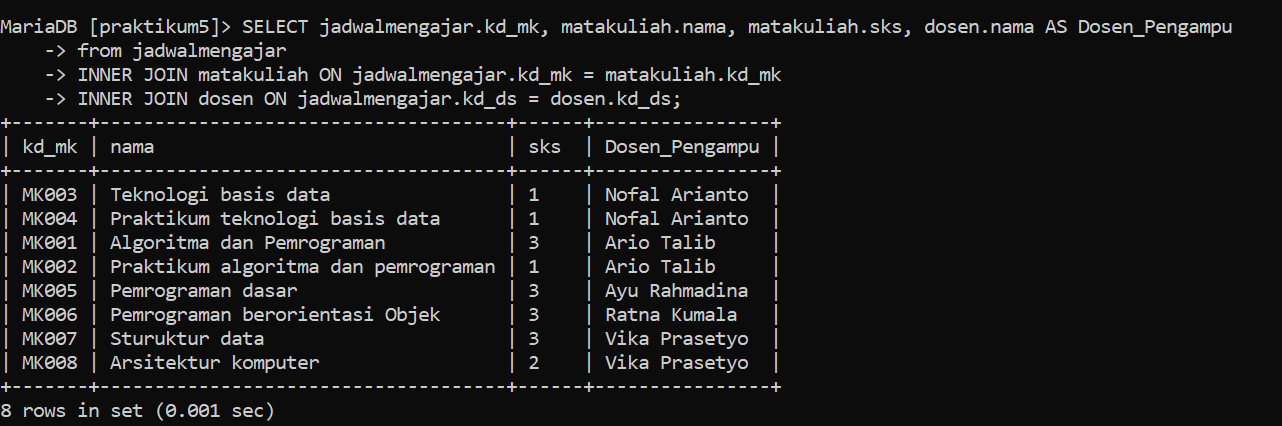 MariaDB [praktikum5]> SELECT jadwalmengajar.kd_mk, matakuliah.nama, matakuliah.sks, dosen.nama AS Dosen_Pengampu
    -> from jadwalmengajar
    -> INNER JOIN matakuliah ON jadwalmengajar.kd_mk = matakuliah.kd_mk
    -> INNER JOIN dosen ON jadwalmengajar.kd_ds = dosen.kd_ds;
+-------+-------------------------------------+------+----------------+
| kd_mk | nama                                | sks  | Dosen_Pengampu |
+-------+-------------------------------------+------+----------------+
| MK003 | Teknologi basis data                | 1    | Nofal Arianto  |
| MK004 | Praktikum teknologi basis data      | 1    | Nofal Arianto  |
| MK001 | Algoritma dan Pemrograman           | 3    | Ario Talib     |
| MK002 | Praktikum algoritma dan pemrograman | 1    | Ario Talib     |
| MK005 | Pemrograman dasar                   | 3    | Ayu Rahmadina  |
| MK006 | Pemrograman berorientasi Objek      | 3    | Ratna Kumala   |
| MK007 | Sturuktur data                      | 3    | Vika Prasetyo  |
| MK008 | Arsitektur komputer                 | 2    | Vika Prasetyo  |
+-------+-------------------------------------+------+----------------+
8 rows in set (0.001 sec)